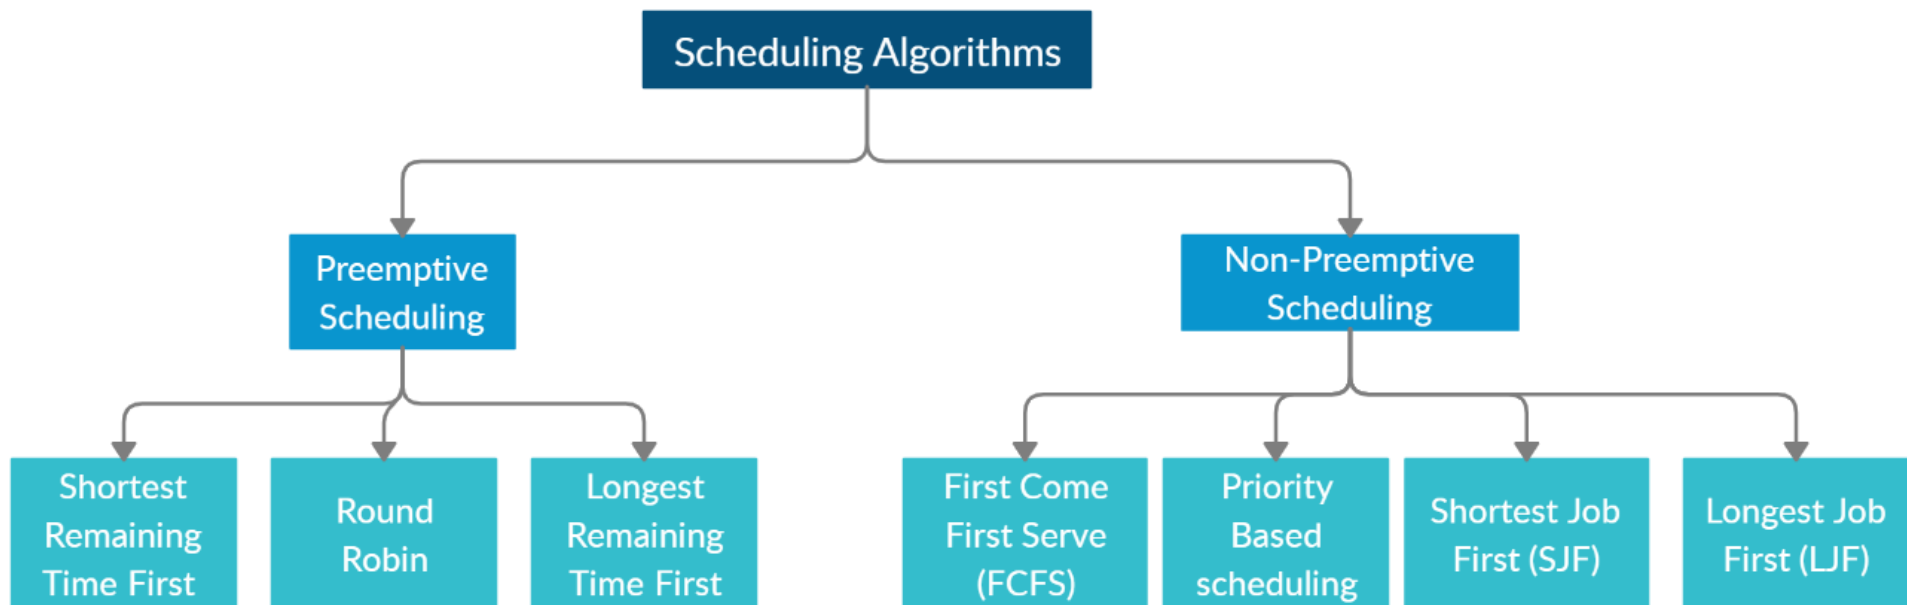 Scheduling Algorithms
Preemptive
Scheduling
Non-Preemptive
Scheduling
Shortest
Remaining
Time First
Round
Robin
Longest
Remaining
Time First
First Come
First Serve
(FCFS)
Priority
Based
scheduling
Shortest Job
First (SJF)
Longest Job
First (LJF)